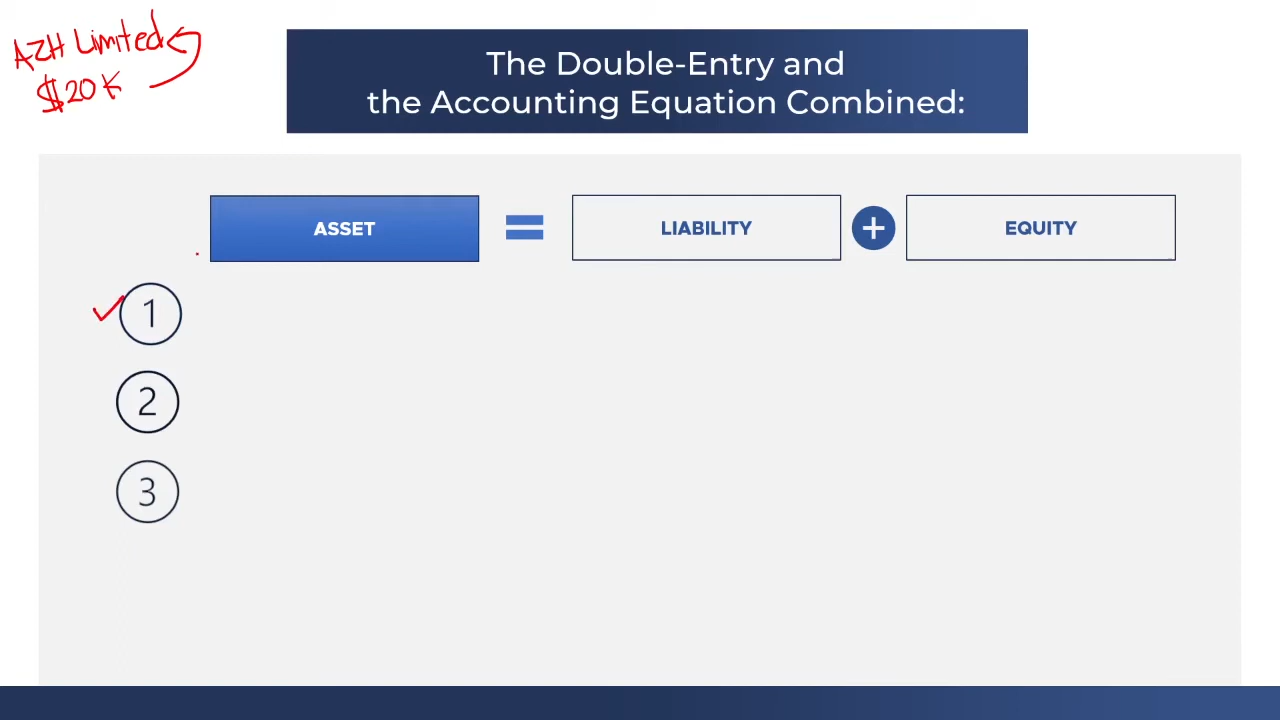 AZH Limited
$20K
The Double-Entry and
the Accounting Equation Combined:
ASSET = LIABILITY + EQUITY
1
2
3